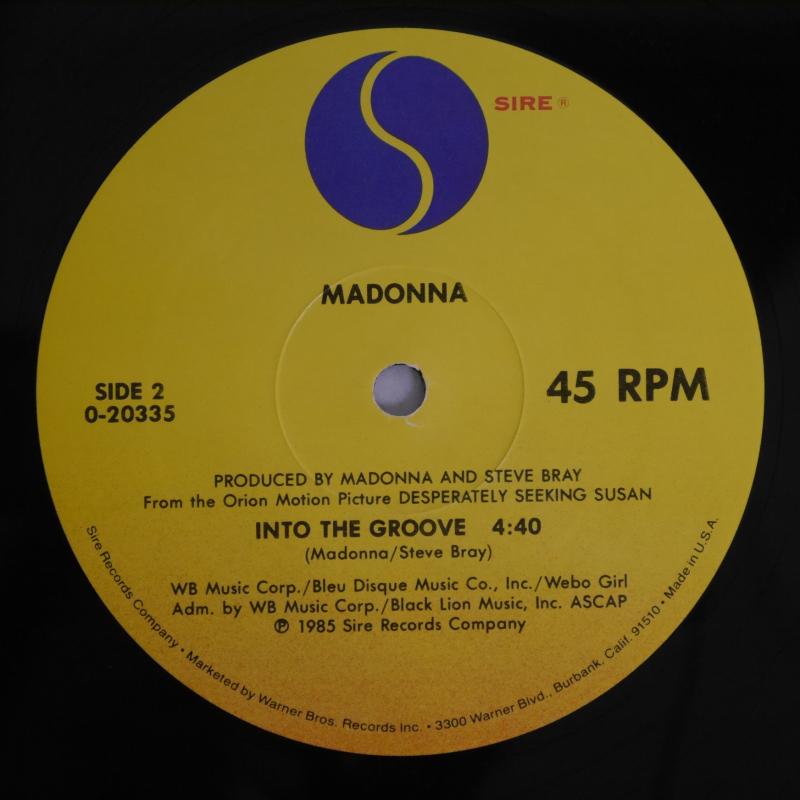 SIRE ®
MADONNA
SIDE 2
0-20335
45 RPM
PRODUCED BY MADONNA AND STEVE BRAY
From the Orion Motion Picture DESPERATELY SEEKING SUSAN
INTO THE GROOVE 4:40
(Madonna/Steve Bray)
WB Music Corp./Bleu Disque Music Co., Inc./Webo Girl
Adm. by WB Music Corp./Black Lion Music, Inc. ASCAP
℗ 1985 Sire Records Company
Sire Records Company • Marketed by Warner Bros. Records Inc. • 3300 Warner Blvd., Burbank, Calif. 91510 • Made in U.S.A.